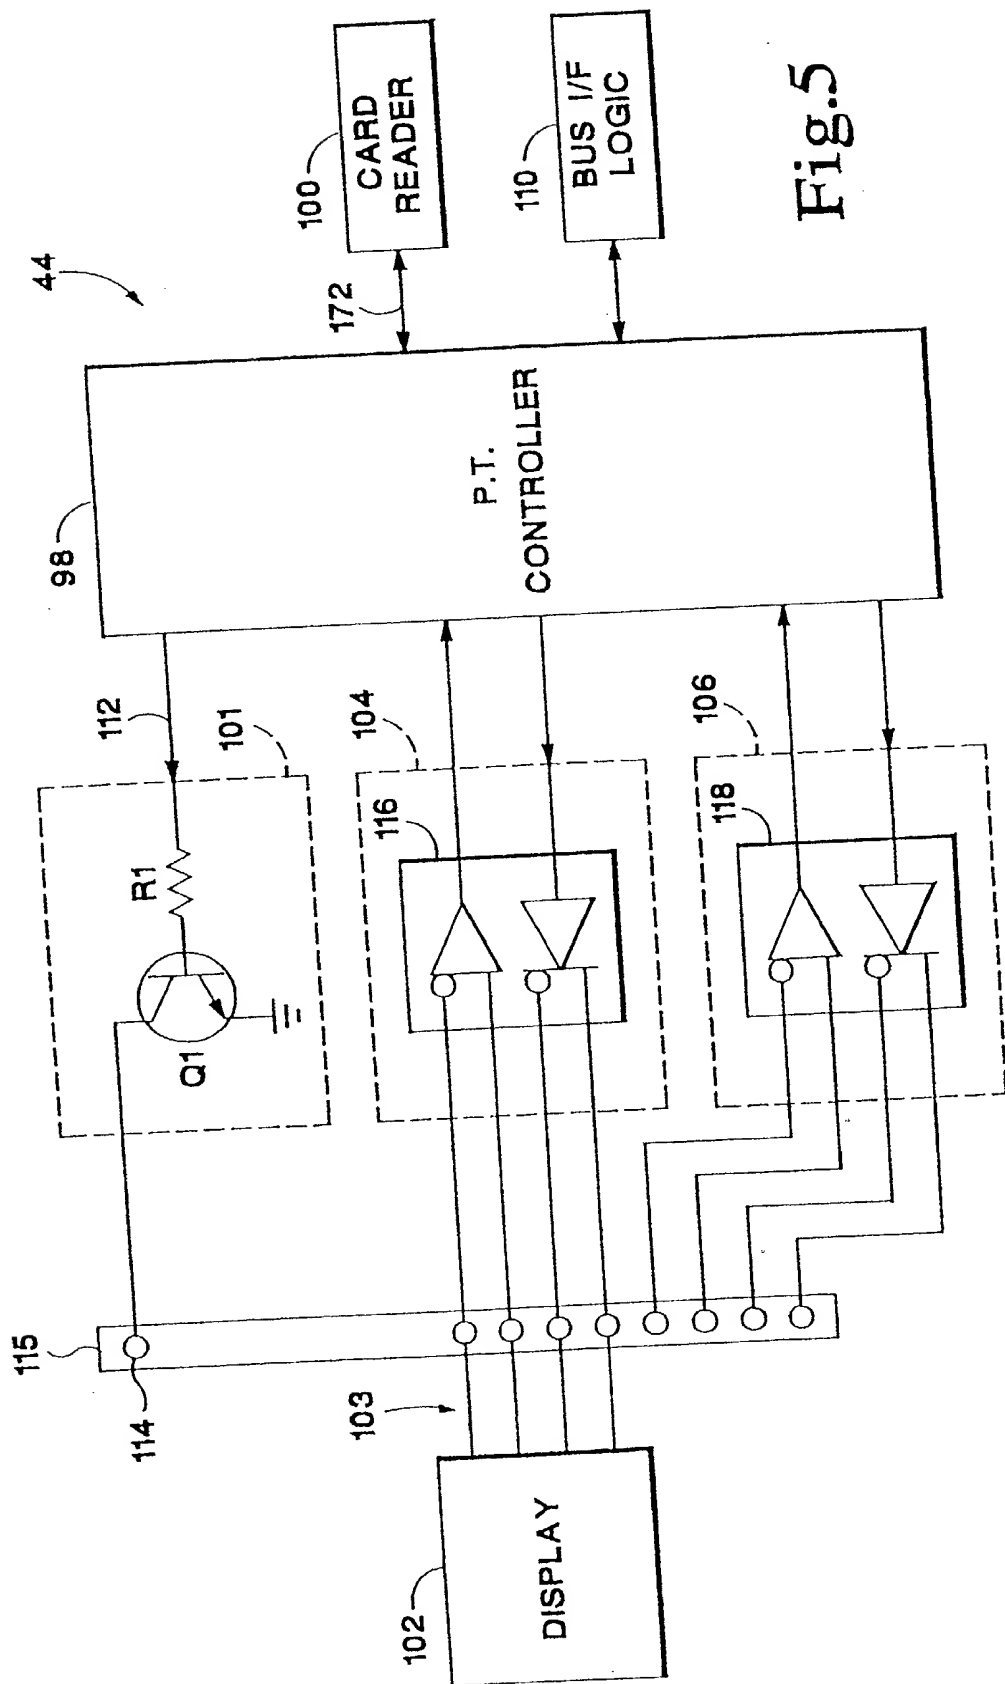 44
98
P.T.
CONTROLLER
100
CARD
READER
172
110
BUS I/F
LOGIC
112
101
R1
Q1
104
116
106
118
115
114
103
102
DISPLAY
Fig.5